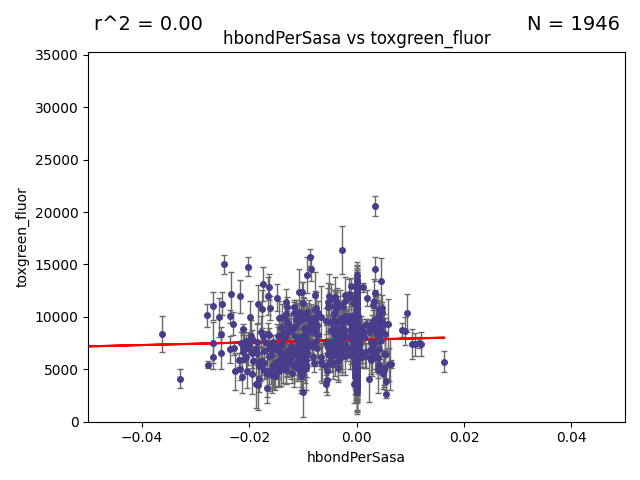 r^2 = 0.00
N = 1946
hbondPerSasa vs toxgreen_fluor
35000
30000
25000
20000
15000
10000
5000
0
toxgreen_fluor
−0.04
−0.02
0.00
0.02
0.04
hbondPerSasa